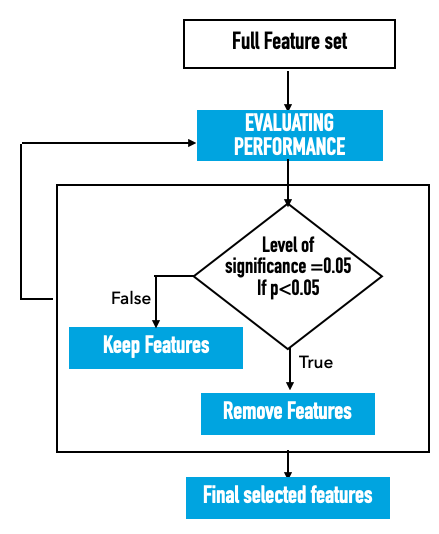 Full Feature set
EVALUATING
PERFORMANCE
Level of
significance =0.05
If p<0.05
False
Keep Features
True
Remove Features
Final selected features